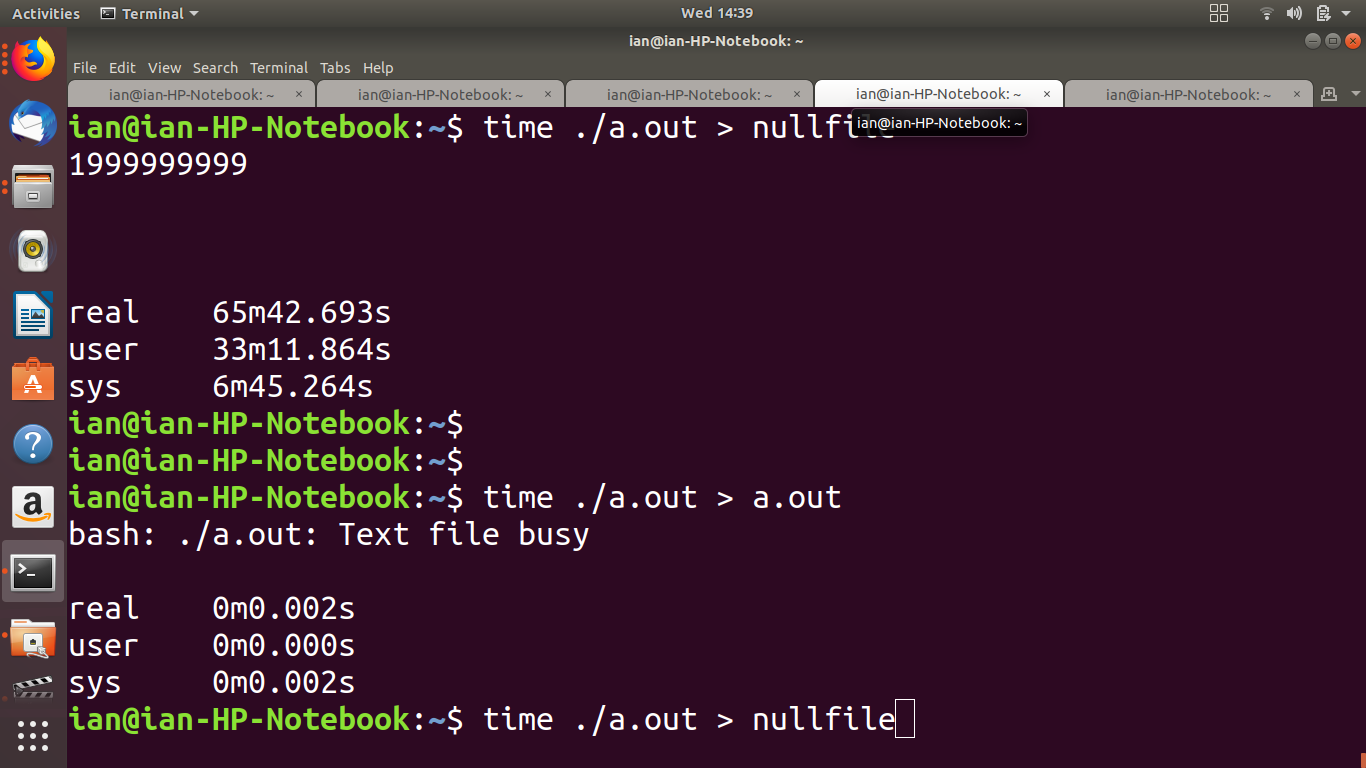 Activities Terminal Wed 14:39
ian@ian-HP-Notebook: ~
File Edit View Search Terminal Tabs Help
ian@ian-HP-Notebook: ~ × ian@ian-HP-Notebook: ~ × ian@ian-HP-Notebook: ~ × ian@ian-HP-Notebook: ~ × ian@ian-HP-Notebook: ~ ×
ian@ian-HP-Notebook: ~
ian@ian-HP-Notebook:~$ time ./a.out > nullfile
1999999999
real 65m42.693s
user 33m11.864s
sys 6m45.264s
ian@ian-HP-Notebook:~$
ian@ian-HP-Notebook:~$
ian@ian-HP-Notebook:~$ time ./a.out > a.out
bash: ./a.out: Text file busy
real 0m0.002s
user 0m0.000s
sys 0m0.002s
ian@ian-HP-Notebook:~$ time ./a.out > nullfile